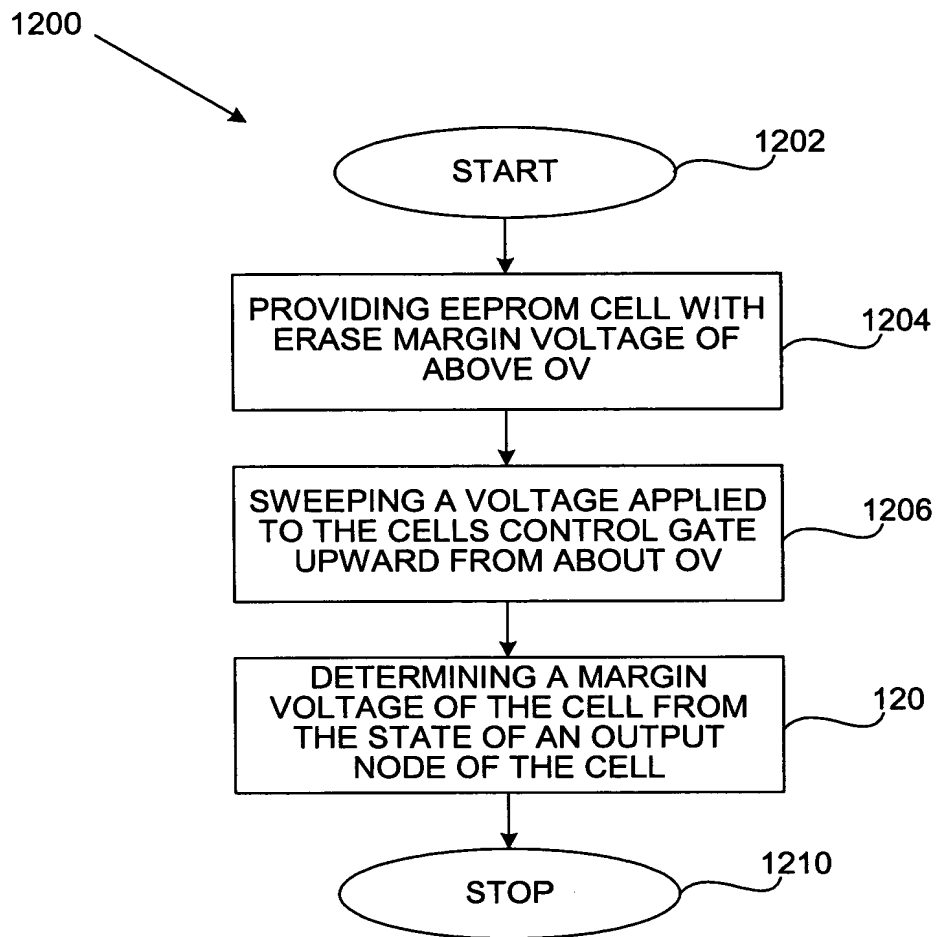 1200
START
1202
PROVIDING EEPROM CELL WITH
ERASE MARGIN VOLTAGE OF
ABOVE OV
1204
SWEEPING A VOLTAGE APPLIED
TO THE CELLS CONTROL GATE
UPWARD FROM ABOUT OV
1206
DETERMINING A MARGIN
VOLTAGE OF THE CELL FROM
THE STATE OF AN OUTPUT
NODE OF THE CELL
120
STOP
1210